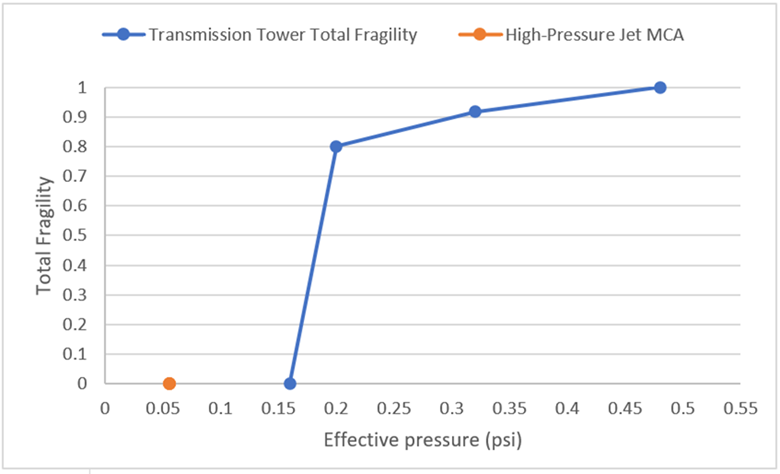 Transmission Tower Total Fragility High-Pressure Jet MCA
1
0.9
0.8
0.7
0.6
0.5
0.4
0.3
0.2
0.1
0
Total Fragility
0 0.05 0.1 0.15 0.2 0.25 0.3 0.35 0.4 0.45 0.5 0.55
Effective pressure (psi)